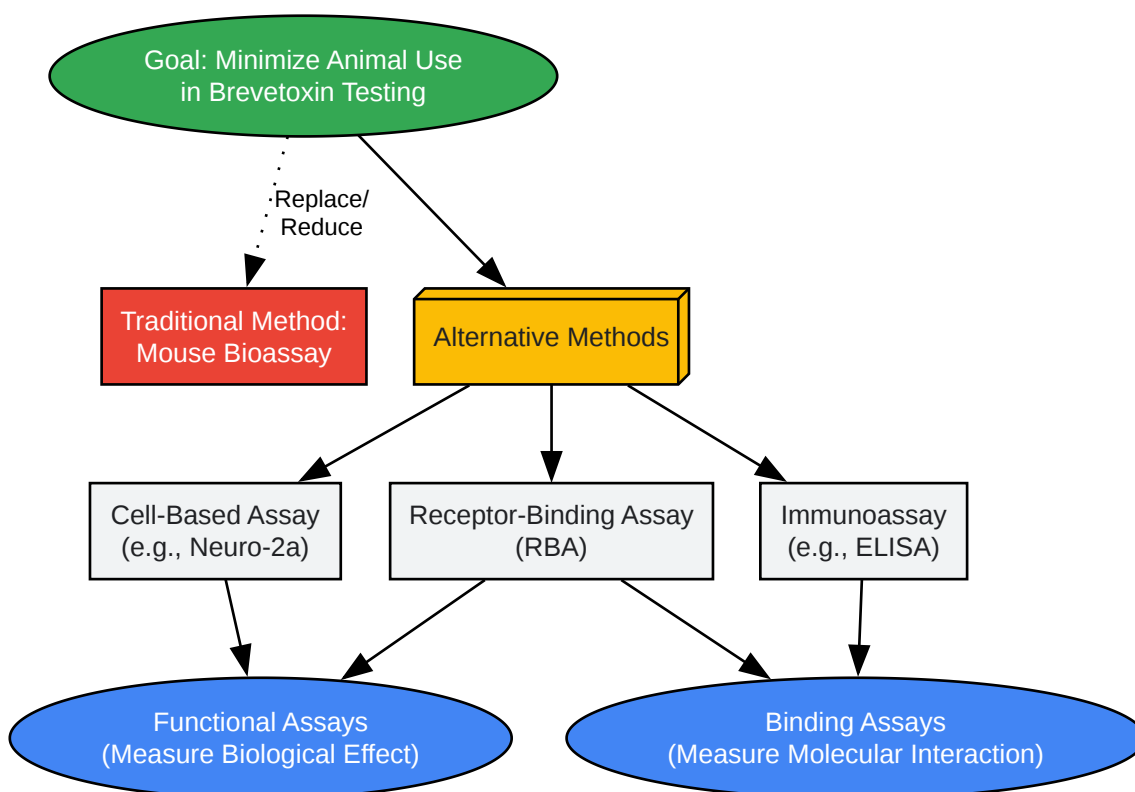 Goal: Minimize Animal Use
in Brevetoxin Testing
Replace/
Reduce
Traditional Method:
Mouse Bioassay
Alternative Methods
Cell-Based Assay
(e.g., Neuro-2a)
Receptor-Binding Assay
(RBA)
Immunoassay
(e.g., ELISA)
Functional Assays
(Measure Biological Effect)
Binding Assays
(Measure Molecular Interaction)